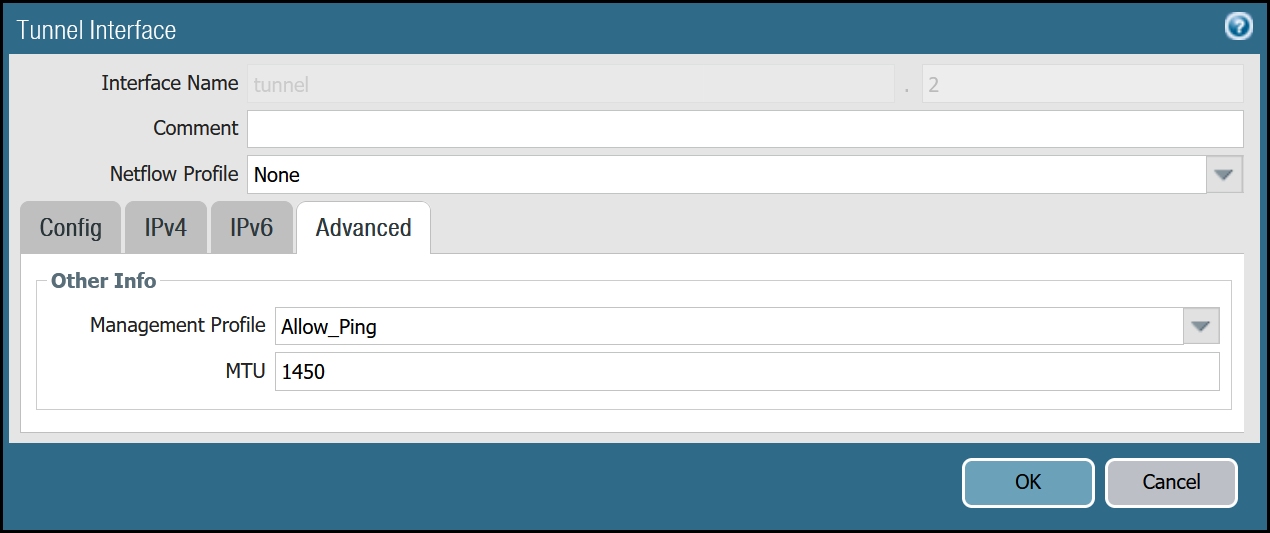 Tunnel Interface ?
Interface Name tunnel . 2
Comment
Netflow Profile None
Config IPv4 IPv6 Advanced
Other Info
Management Profile Allow_Ping
MTU 1450
OK Cancel